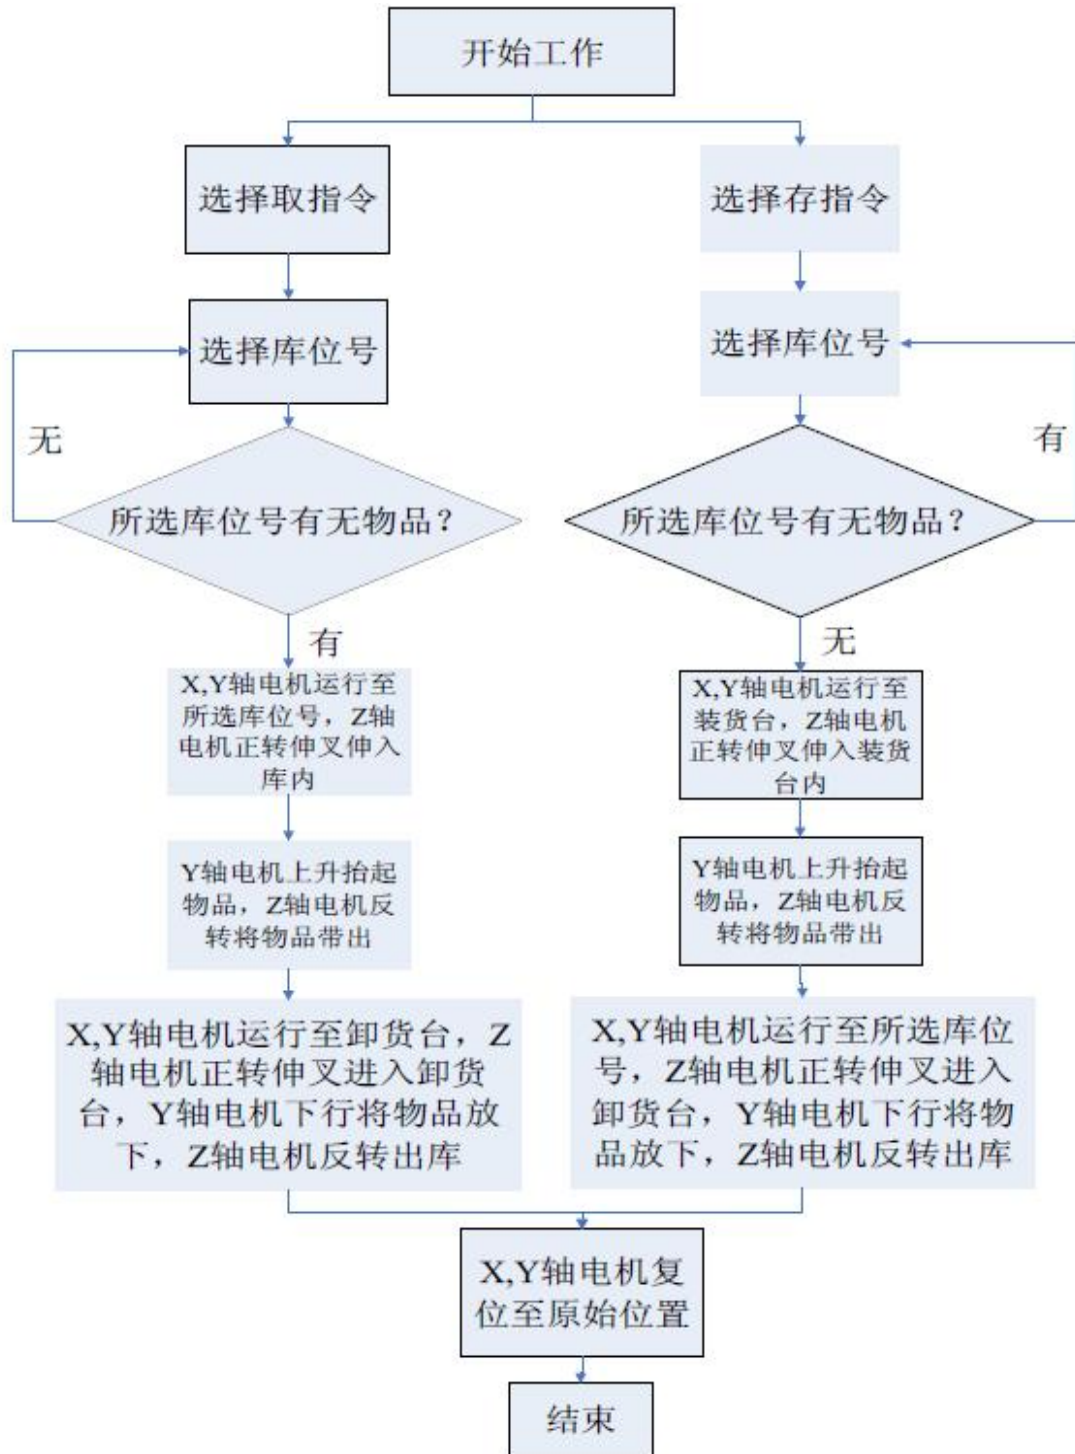 开始工作
选择取指令
选择存指令
选择库位号
选择库位号
无
有
所选库位号有无物品？
所选库位号有无物品？
有
无
X,Y轴电机运行至
所选库位号，Z轴
电机正转伸叉伸入
库内
X,Y轴电机运行至
装货台，Z轴电机
正转伸叉伸入装货
台内
Y轴电机上升抬起
物品，Z轴电机反
转将物品带出
Y轴电机上升抬起
物品，Z轴电机反
转将物品带出
X,Y轴电机运行至卸货台，Z
轴电机正转伸叉进入卸货
台，Y轴电机下行将物品放
下，Z轴电机反转出库
X,Y轴电机运行至所选库位
号，Z轴电机正转伸叉进入
卸货台，Y轴电机下行将物
品放下，Z轴电机反转出库
X,Y轴电机复
位至原始位置
结束